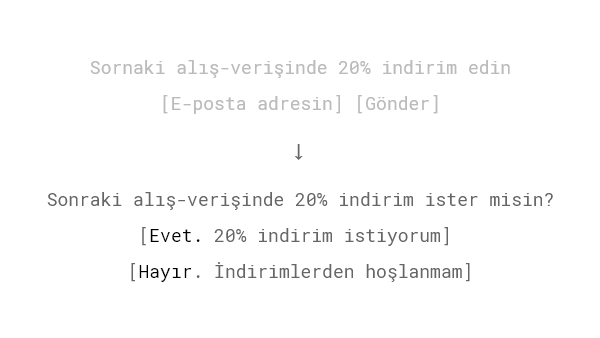 Sornaki alış-verişinde 20% indirim edin
[E-posta adresin] [Gönder]
↓
Sonraki alış-verişinde 20% indirim ister misin?
[Evet. 20% indirim istiyorum]
[Hayır. İndirimlerden hoşlanmam]